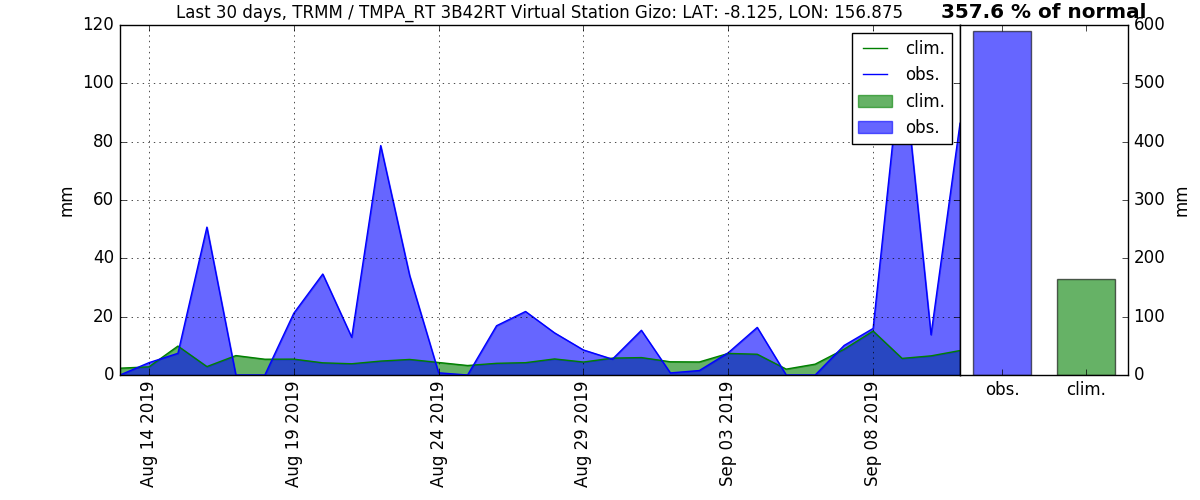 Last 30 days, TRMM / TMPA_RT 3B42RT Virtual Station Gizo: LAT: -8.125, LON: 156.875
357.6 % of normal
120
100
80
60
40
20
0
mm
clim.
obs.
clim.
obs.
Aug 14 2019
Aug 19 2019
Aug 24 2019
Aug 29 2019
Sep 03 2019
Sep 08 2019
600
500
400
300
200
100
0
mm
obs.
clim.